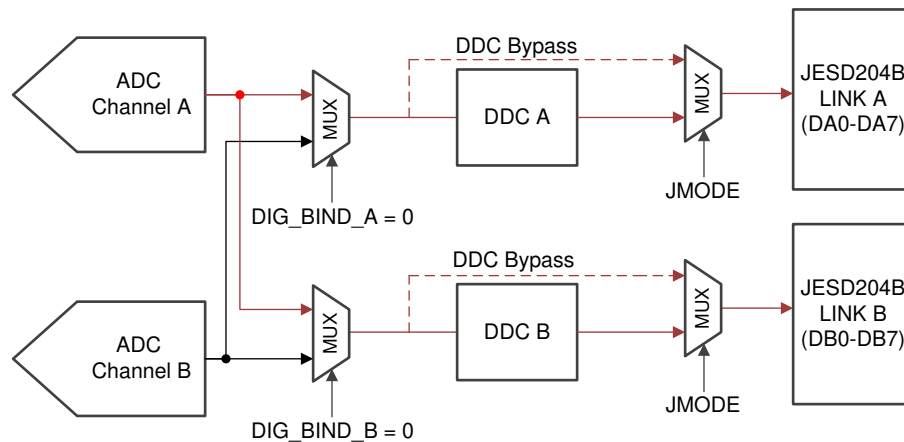 ADC
Channel A
MUX
DDC Bypass
DDC A
MUX
JESD204B
LINK A
(DA0-DA7)
DIG_BIND_A = 0
JMODE
ADC
Channel B
MUX
DDC Bypass
DDC B
MUX
JESD204B
LINK B
(DB0-DB7)
DIG_BIND_B = 0
JMODE